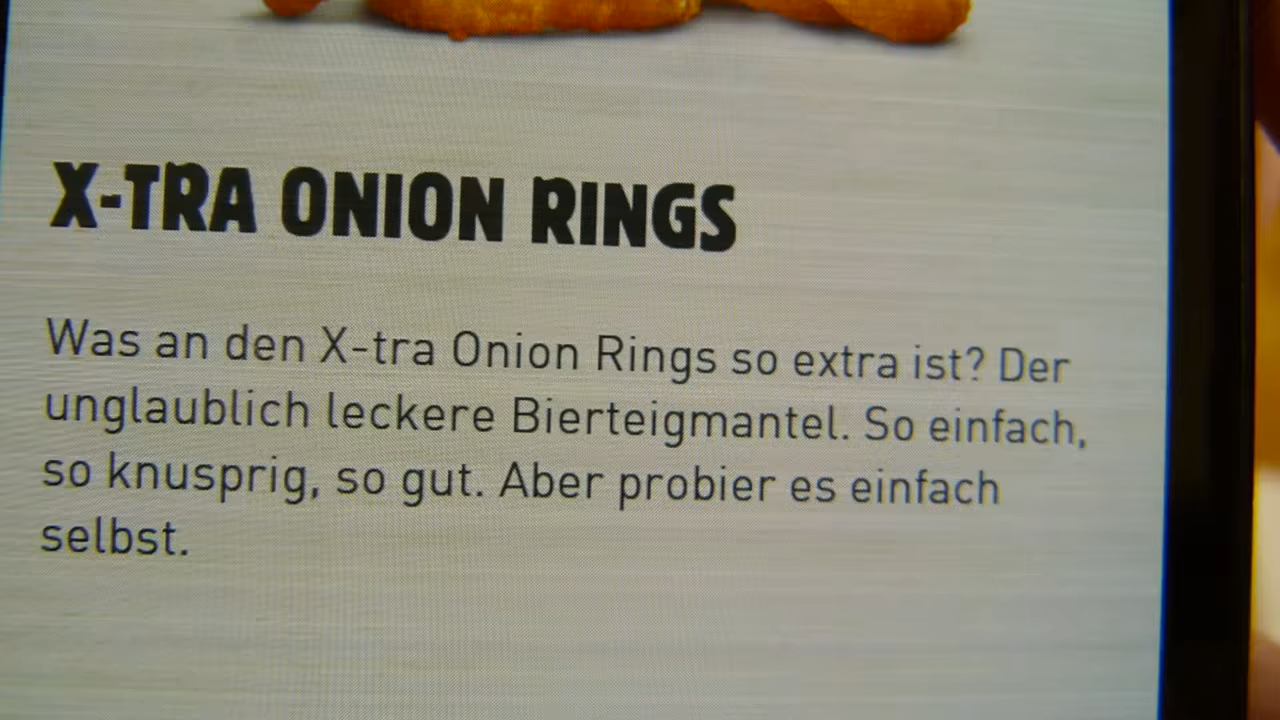 X-TRA ONION RINGS
Was an den X-tra Onion Rings so extra ist? Der
unglaublich leckere Bierteigmantel. So einfach,
so knusprig, so gut. Aber probier es einfach
selbst.